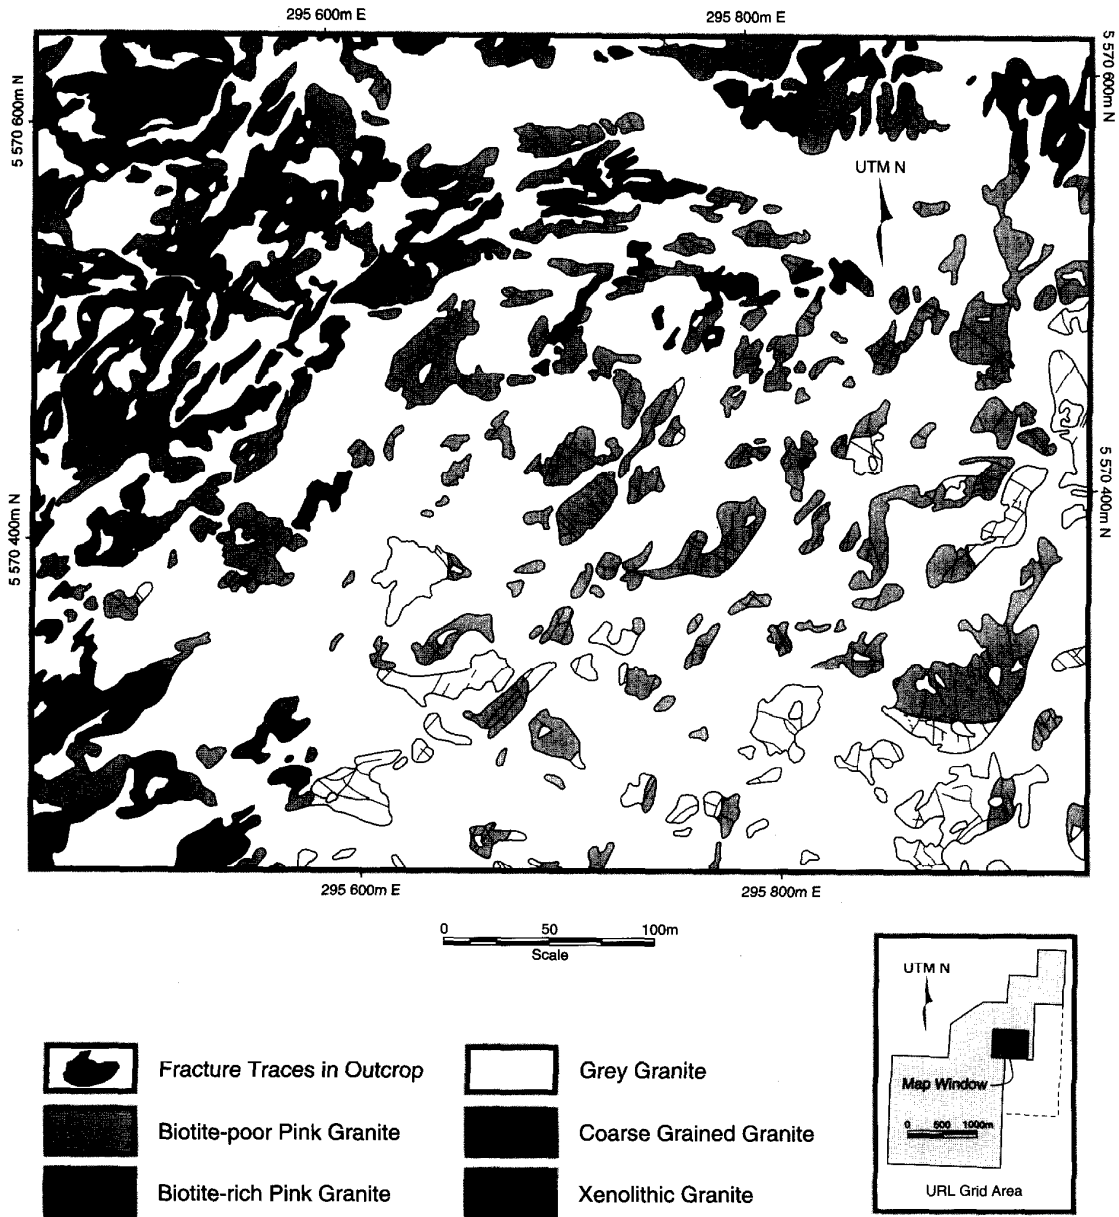 295 600m E
295 800m E
5 570 600m N
5 570 600m N
UTM N
5 570 400m N
5 570 400m N
295 600m E
295 800m E
0 50 100m
Scale
Fracture Traces in Outcrop
Biotite-poor Pink Granite
Biotite-rich Pink Granite
Grey Granite
Coarse Grained Granite
Xenolithic Granite
UTM N
Map Window
0 500 1000m
URL Grid Area